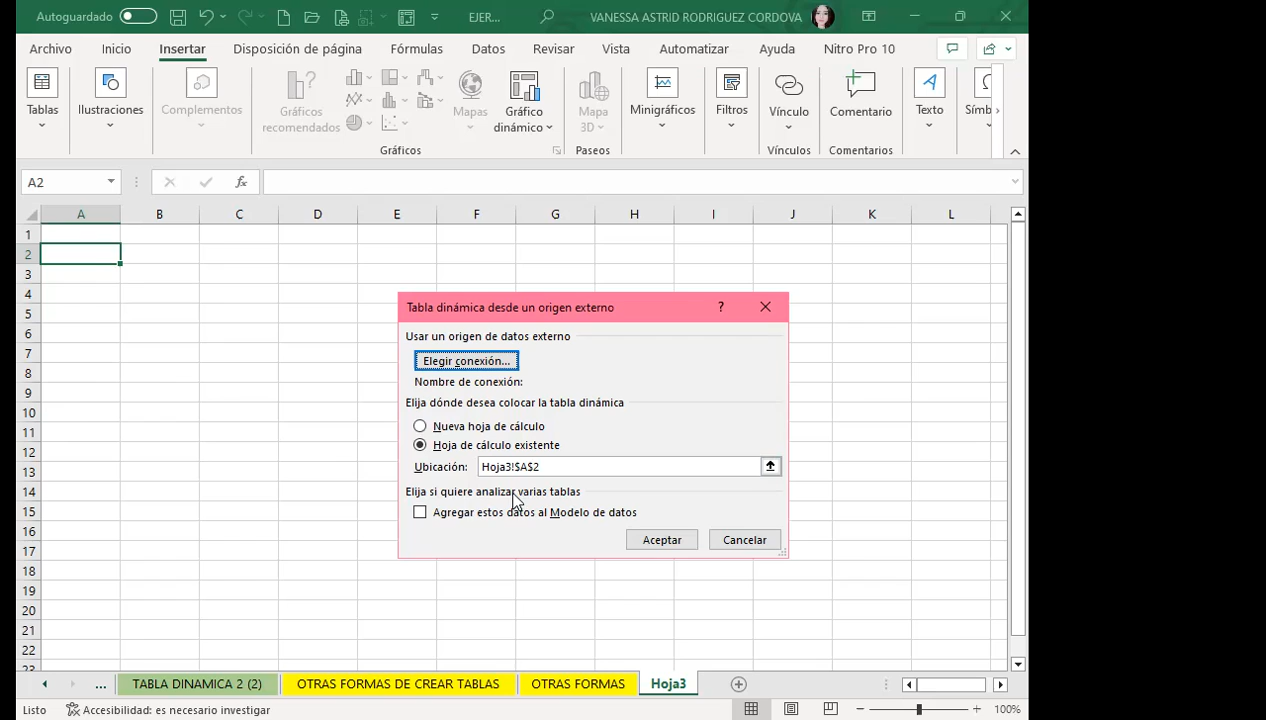 Autoguardado
EJER...
VANESSA ASTRID RODRIGUEZ CORDOVA
Archivo Inicio Insertar Disposición de página Fórmulas Datos Revisar Vista Automatizar Ayuda Nitro Pro 10
Tablas
Ilustraciones
Complementos
Gráficos recomendados
Mapas
Gráfico dinámico
Mapa 3D
Minigráficos
Filtros
Vínculo
Comentario
Texto
Símb
Gráficos Paseos Vínculos Comentarios
A2
fx
A B C D E F G H I J K L
1
2
3
4
5
6
7
8
9
10
11
12
13
14
15
16
17
18
19
20
21
22
23
Tabla dinámica desde un origen externo ?
Usar un origen de datos externo
Elegir conexión...
Nombre de conexión:
Elija dónde desea colocar la tabla dinámica
Nueva hoja de cálculo
Hoja de cálculo existente
Ubicación: Hoja3!$A$2
Elija si quiere analizar varias tablas
Agregar estos datos al Modelo de datos
Aceptar Cancelar
... TABLA DINAMICA 2 (2) OTRAS FORMAS DE CREAR TABLAS OTRAS FORMAS Hoja3
Listo Accesibilidad: es necesario investigar 100%